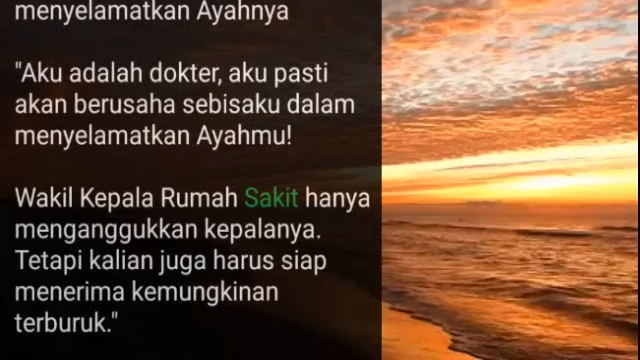 menyelamatkan Ayahnya
"Aku adalah dokter, aku pasti
akan berusaha sebisaku dalam
menyelamatkan Ayahmu!
Wakil Kepala Rumah Sakit hanya
menganggukkan kepalanya.
Tetapi kalian juga harus siap
menerima kemungkinan
terburuk."